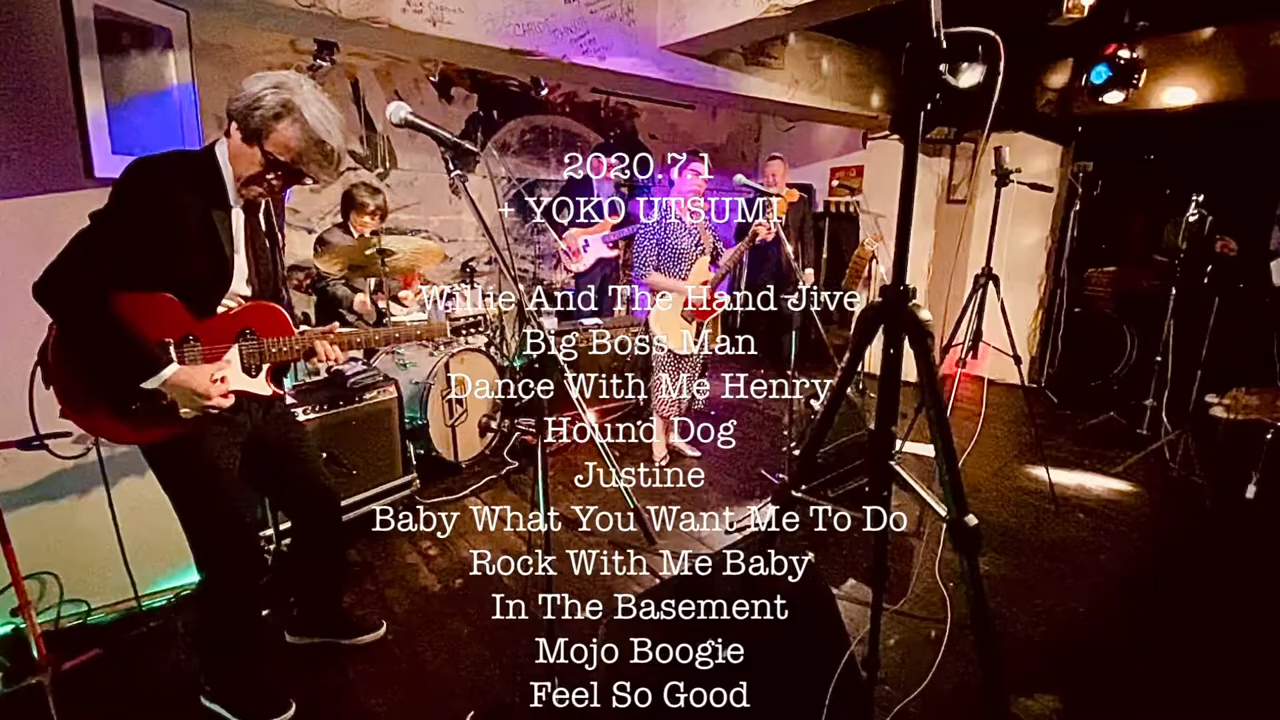 2020.7.1
+ YOKO UTSUMI
Willie And The Hand Jive
Big Boss Man
Dance With Me Henry
Hound Dog
Justine
Baby What You Want Me To Do
Rock With Me Baby
In The Basement
Mojo Boogie
Feel So Good